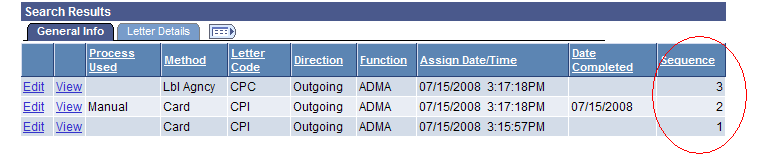 Search Results
General Info Letter Details
Process Used Method Letter Code Direction Function Assign Date/Time Date Completed Sequence
Edit View Lbl Agncy CPC Outgoing ADMA 07/15/2008 3:17:18PM 3
Edit View Manual Card CPI Outgoing ADMA 07/15/2008 3:17:18PM 07/15/2008 2
Edit View Card CPI Outgoing ADMA 07/15/2008 3:15:57PM 1